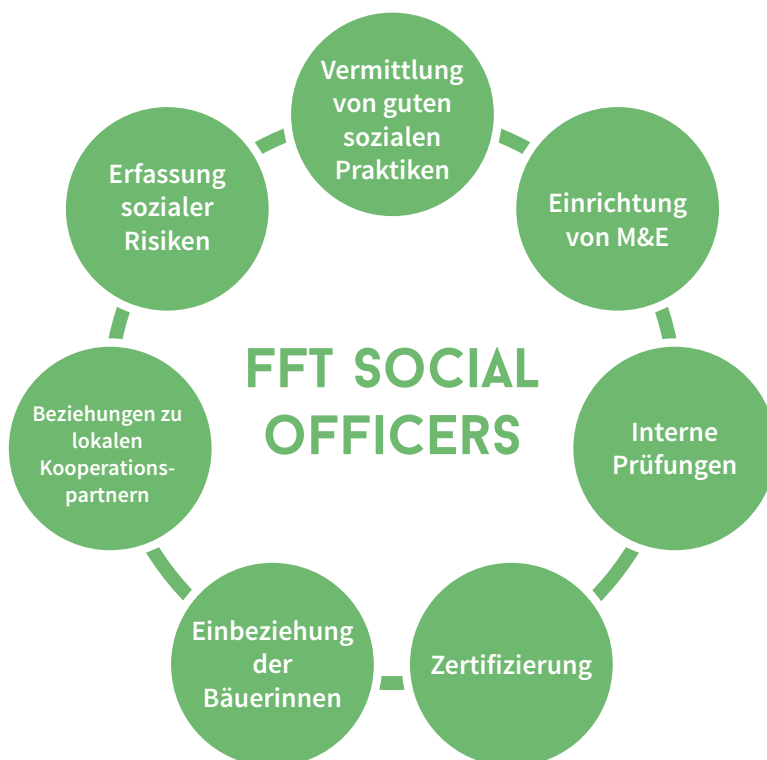 Vermittlung
von guten
sozialen
Praktiken
Einrichtung
von M&E
Interne
Prüfungen
Zertifizierung
Einbeziehung
der
Bäuerinnen
Beziehungen zu
lokalen
Kooperations-
partnern
Erfassung
sozialer
Risiken
FFT SOCIAL
OFFICERS